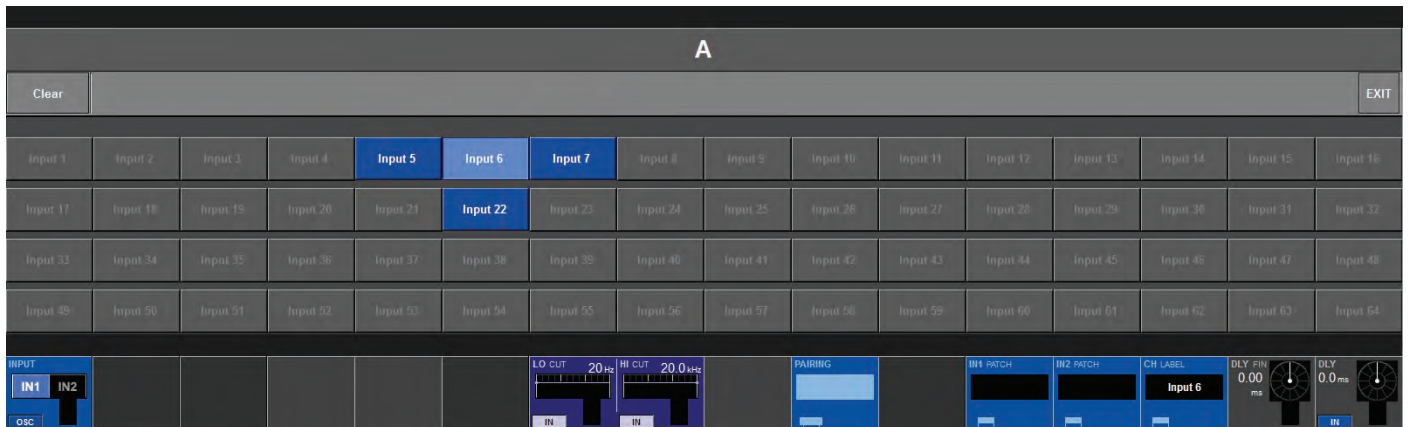 A
Clear EXIT
Input 1 Input 2 Input 3 Input 4 Input 5 Input 6 Input 7 Input 8 Input 9 Input 10 Input 11 Input 12 Input 13 Input 14 Input 15 Input 16
Input 17 Input 18 Input 19 Input 20 Input 21 Input 22 Input 23 Input 24 Input 25 Input 26 Input 27 Input 28 Input 29 Input 30 Input 31 Input 32
Input 33 Input 34 Input 35 Input 36 Input 37 Input 38 Input 39 Input 40 Input 41 Input 42 Input 43 Input 44 Input 45 Input 46 Input 47 Input 48
Input 49 Input 50 Input 51 Input 52 Input 53 Input 54 Input 55 Input 56 Input 57 Input 58 Input 59 Input 60 Input 61 Input 62 Input 63 Input 64
INPUT LO CUT 20 Hz HI CUT 20.0 kHz PAIRING IN1 PATCH IN2 PATCH CH LABEL DLY FIN DLY
IN1 IN2 Input 6 0.00 ms 0.0 ms
OSC IN IN IN